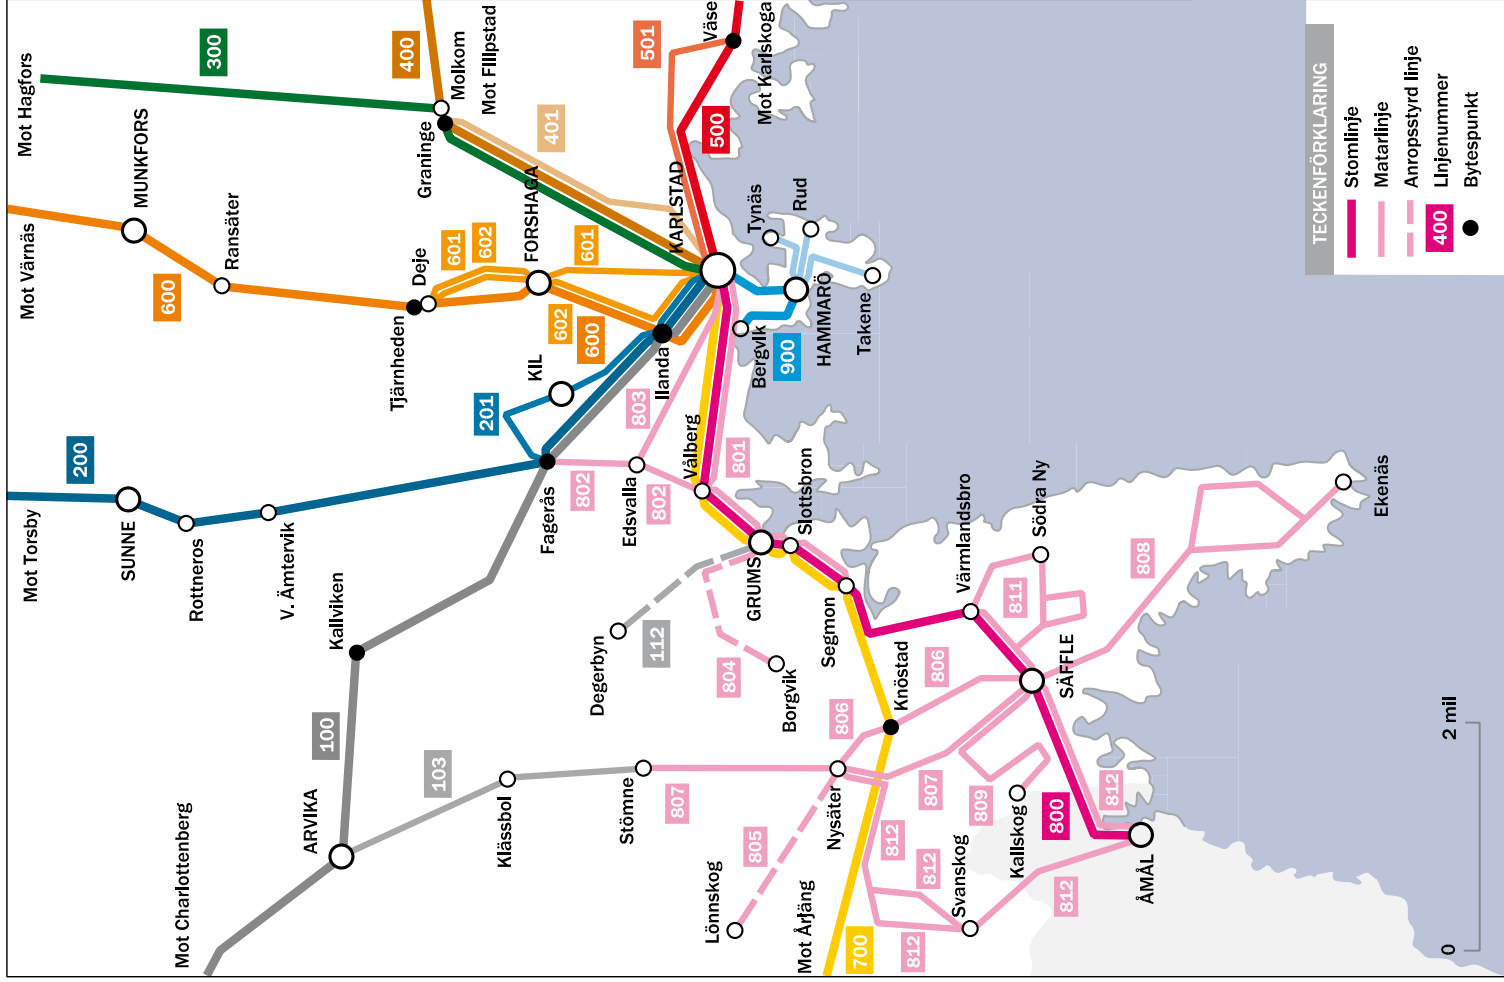 Mot Hagfors
300
400
Molkom
Mot FIlIpstad
501
Väse
Mot Karlskoga
500
401
Graninge
MUNKFORS
Mot Värnäs
600
Ransäter
Deje
601
602
FORSHAGA
601
KARLSTAD
Tynäs
Rud
Tjärnheden
602
600
KIL
Ilanda
BergvIk
900
HAMMARÖ
Takene
200
201
803
Mot Torsby
SUNNE
Rottneros
V. Ämtervik
Fagerås
802
Edsvalla
802
Vålberg
801
Slottsbron
GRUMS
Kallviken
Degerbyn
112
804
Borgvik
Segmon
Värmlandsbro
Södra Ny
811
808
Ekenäs
Knöstad
806
806
SÄFFLE
100
103
ARVIKA
Mot Charlottenberg
Klässbol
Stömne
807
Nysäter
805
Lönnskog
807
809
Kallskog
800
812
812
812
Svanskog
812
812
ÅMÅL
Mot Årjäng
700
TECKENFÖRKLARING
Stomlinje
Matarlinje
Anropsstyrd linje
400
LInjenummer
Bytespunkt
0
2 mil